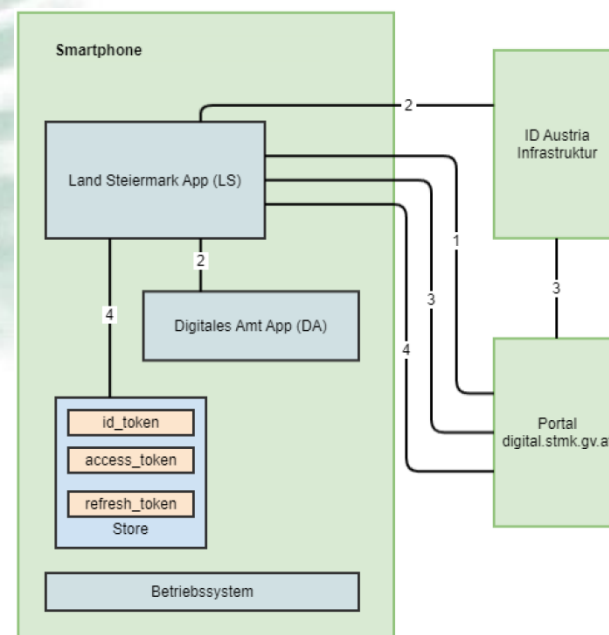 Smartphone
2
ID Austria
Infrastruktur
Land Steiermark App (LS)
1
2
3
3
4
4
Digitales Amt App (DA)
id_token
access_token
refresh_token
Store
Portal
digital.stmk.gv.at
Betriebssystem